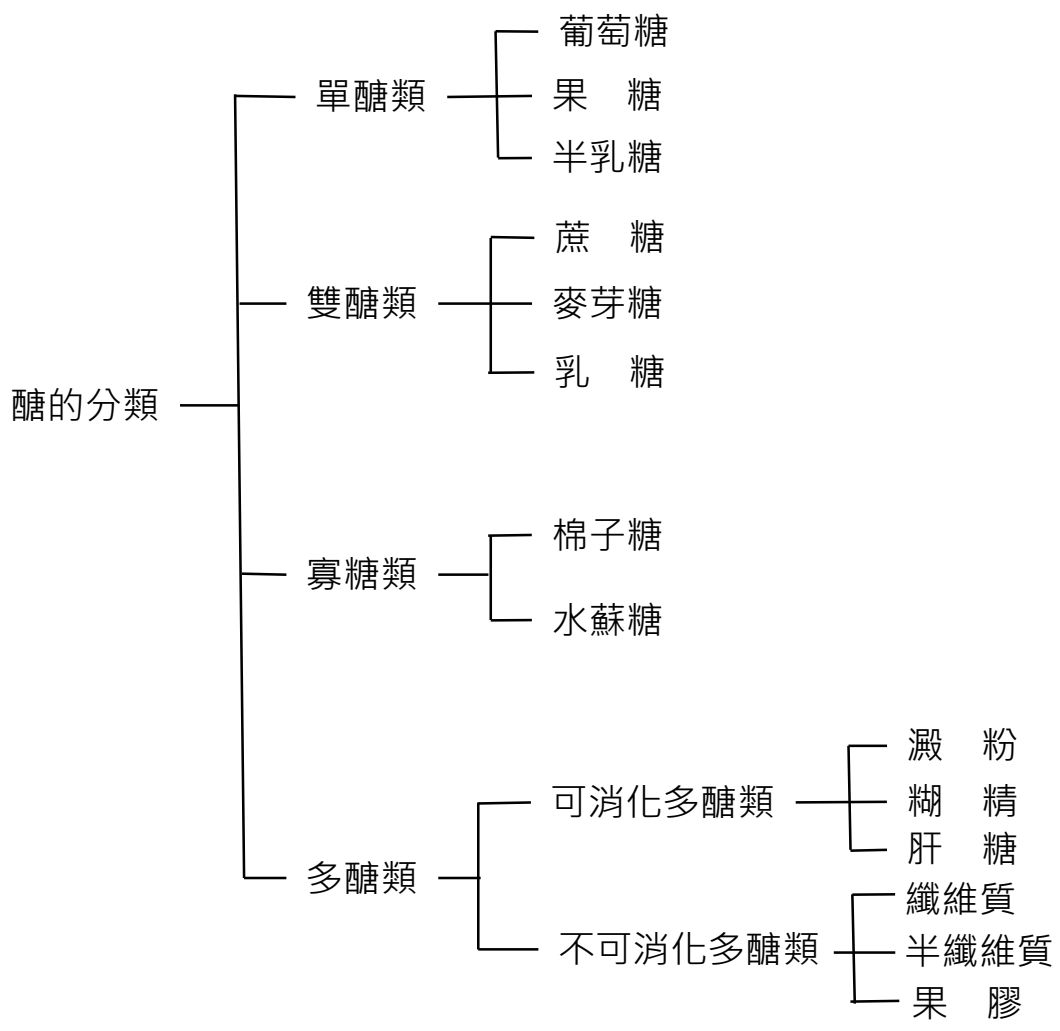 醣的分類
單醣類
葡萄糖
果 糖
半乳糖
雙醣類
蔗 糖
麥芽糖
乳 糖
寡糖類
棉子糖
水蘇糖
多醣類
可消化多醣類
澱 粉
糊 精
肝 糖
不可消化多醣類
纖維質
半纖維質
果 膠